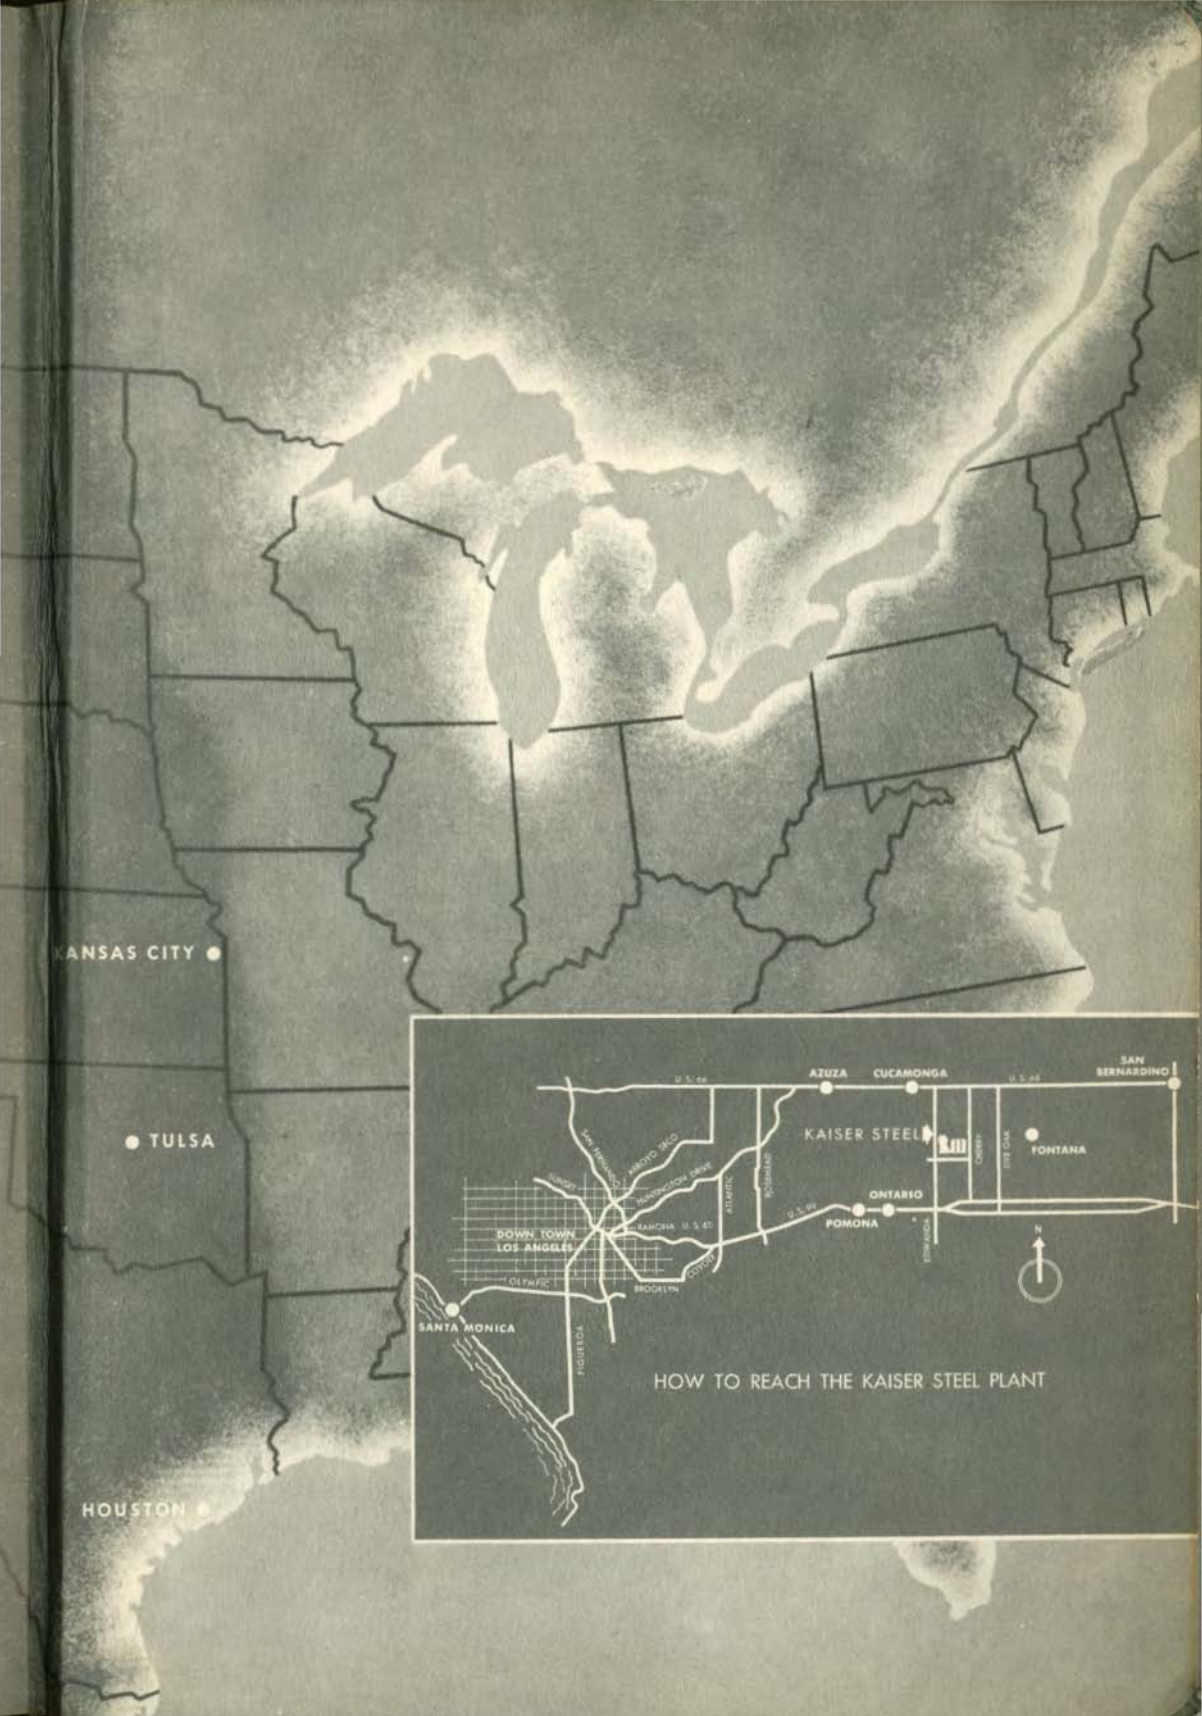 KANSAS CITY
TULSA
HOUSTON
U. S. 66
AZUZA
CUCAMONGA
U. S. 66
SAN
BERNARDINO
KAISER STEEL
CHERRY
LIVE OAK
FONTANA
SAN FERNANDO
ARROYO SECO
SUNSET
HUNTINGTON DRIVE
ATLANTIC
ROSEMEAD
ONTARIO
POMONA
U. S. 99
ETIWANDA
RAMONA U. S. 60
DOWN TOWN
LOS ANGELES
COYOTE
BROOKLYN
OLYMPIC
N
SANTA MONICA
FIGUEROA
HOW TO REACH THE KAISER STEEL PLANT